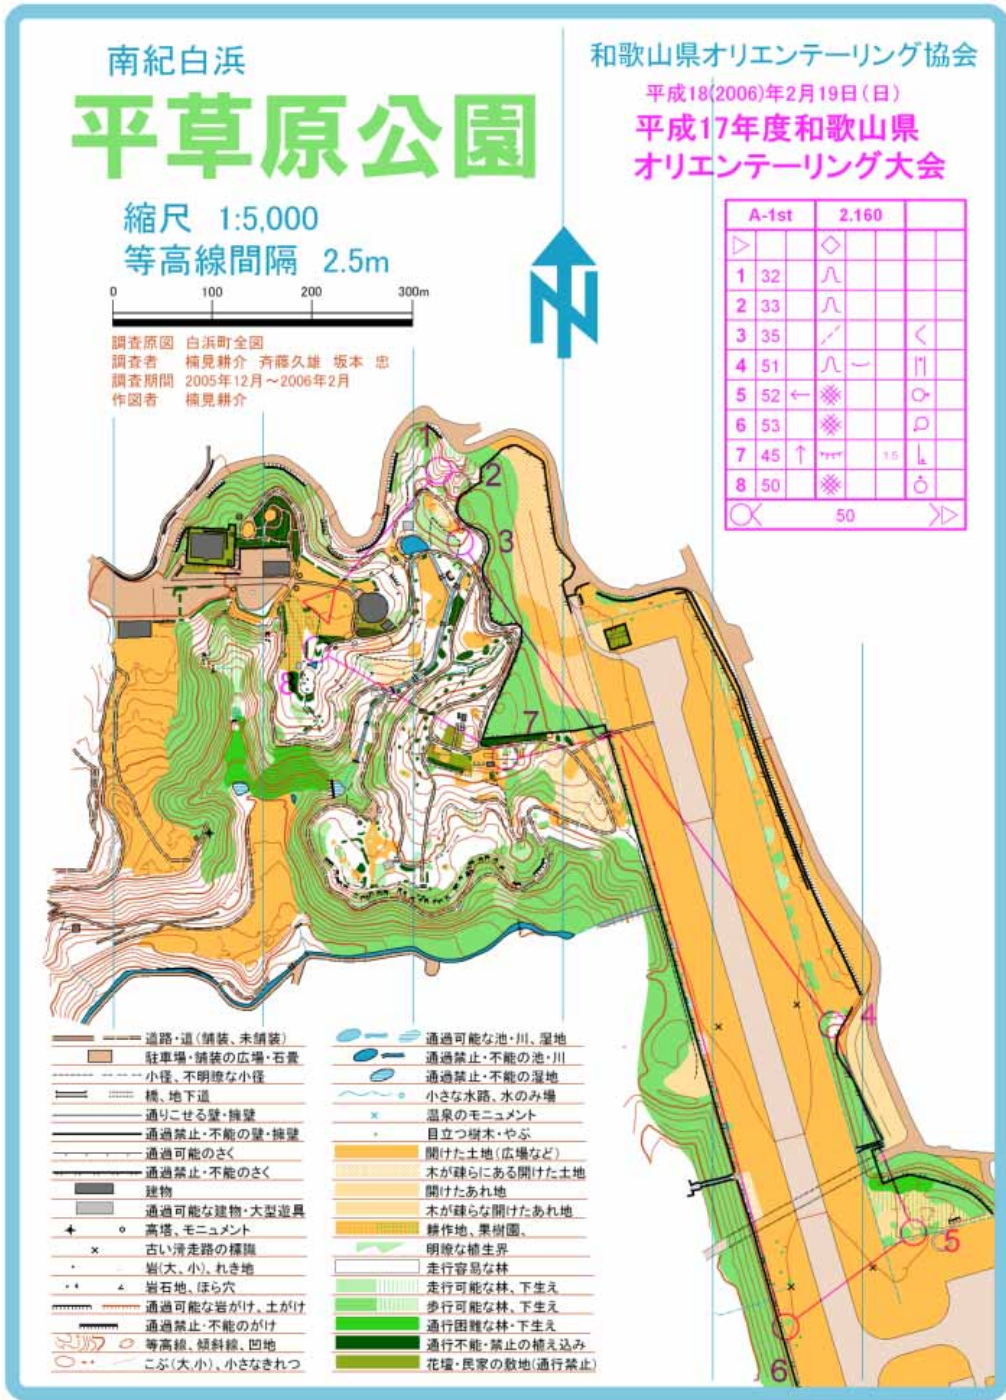 南紀白浜
平草原公園
縮尺 1:5,000
等高線間隔 2.5m
0 100 200 300m
調査原図 白浜町全図
調査者 楠見耕介 斉藤久雄 坂本 忠
調査期間 2005年12月～2006年2月
作図者 楠見耕介
和歌山県オリエンテーリング協会
平成18(2006)年2月19日(日)
平成17年度和歌山県
オリエンテーリング大会
A-1st 2.160
1 32
2 33
3 35
4 51
5 52
6 53
7 45 1.5
8 50
50
N
1
2
3
8
7
4
5
6
道路・道(舗装、未舗装)
駐車場・舗装の広場・石畳
小径、不明瞭な小径
橋、地下道
通りこせる壁・擁壁
通過禁止・不能の壁・擁壁
通過可能のさく
通過禁止・不能のさく
建物
通過可能な建物・大型遊具
高塔、モニュメント
古い滑走路の標識
岩(大、小)、れき地
岩石地、ほら穴
通過可能な岩がけ、土がけ
通過禁止・不能のがけ
等高線、傾斜線、凹地
こぶ(大、小)、小さなきれつ
通過可能な池・川、湿地
通過禁止・不能の池・川
通過禁止・不能の湿地
小さな水路、水のみ場
温泉のモニュメント
目立つ樹木・やぶ
開けた土地(広場など)
木が疎らにある開けた土地
開けたあれ地
木が疎らな開けたあれ地
耕作地、果樹園、
明瞭な植生界
走行容易な林
走行可能な林、下生え
歩行可能な林、下生え
通行困難な林・下生え
通行不能・禁止の植え込み
花壇・民家の敷地(通行禁止)